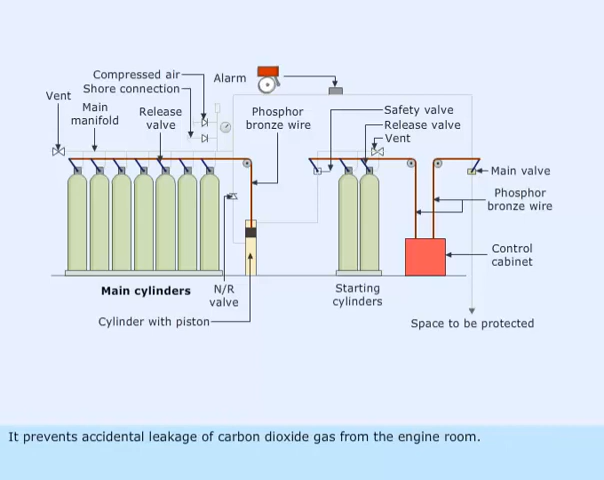 Compressed air
Shore connection
Alarm
Vent
Main
manifold
Release
valve
Phosphor
bronze wire
Safety valve
Release valve
Vent
Main valve
Phosphor
bronze wire
Control
cabinet
Main cylinders
N/R
valve
Starting
cylinders
Cylinder with piston
Space to be protected
It prevents accidental leakage of carbon dioxide gas from the engine room.